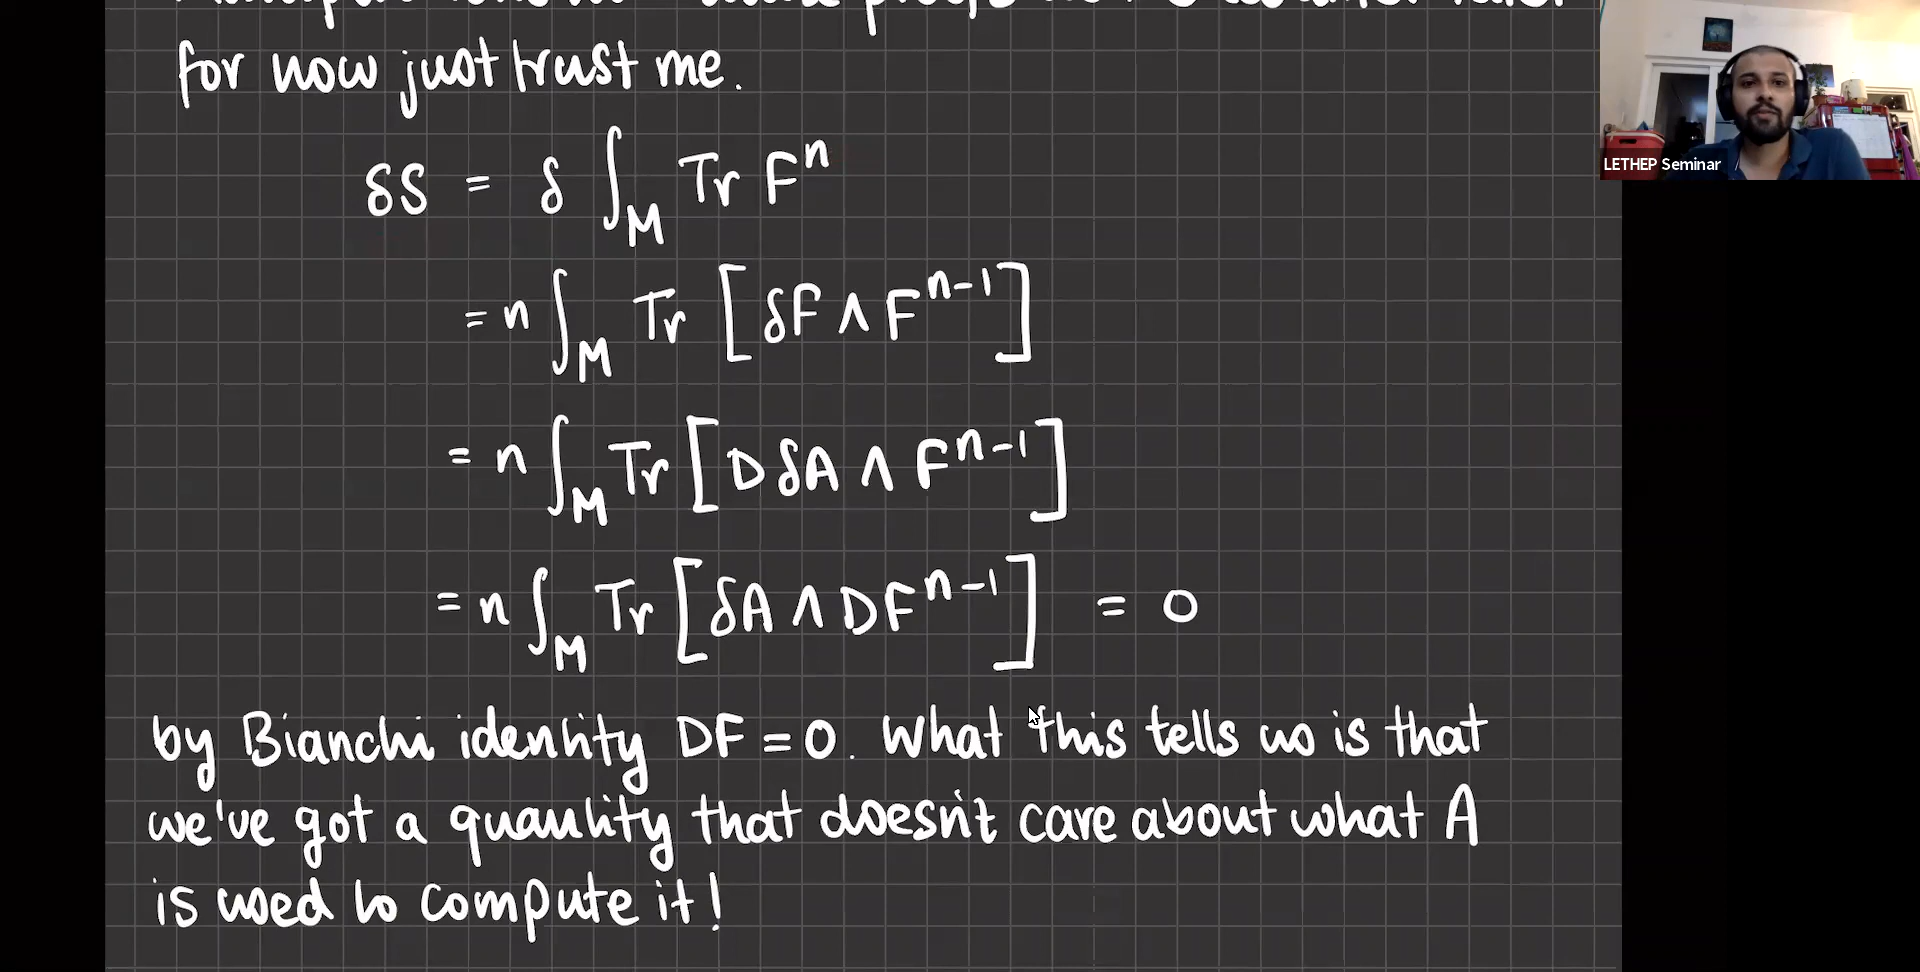 for now just trust me.
δS = δ ∫_M Tr F^n
= n ∫_M Tr [δF ∧ F^{n-1}]
= n ∫_M Tr [D δA ∧ F^{n-1}]
= n ∫_M Tr [δA ∧ DF^{n-1}] = 0
by Bianchi identity DF = 0. What this tells us is that
we've got a quantity that doesn't care about what A
is used to compute it!
LETHEP Seminar